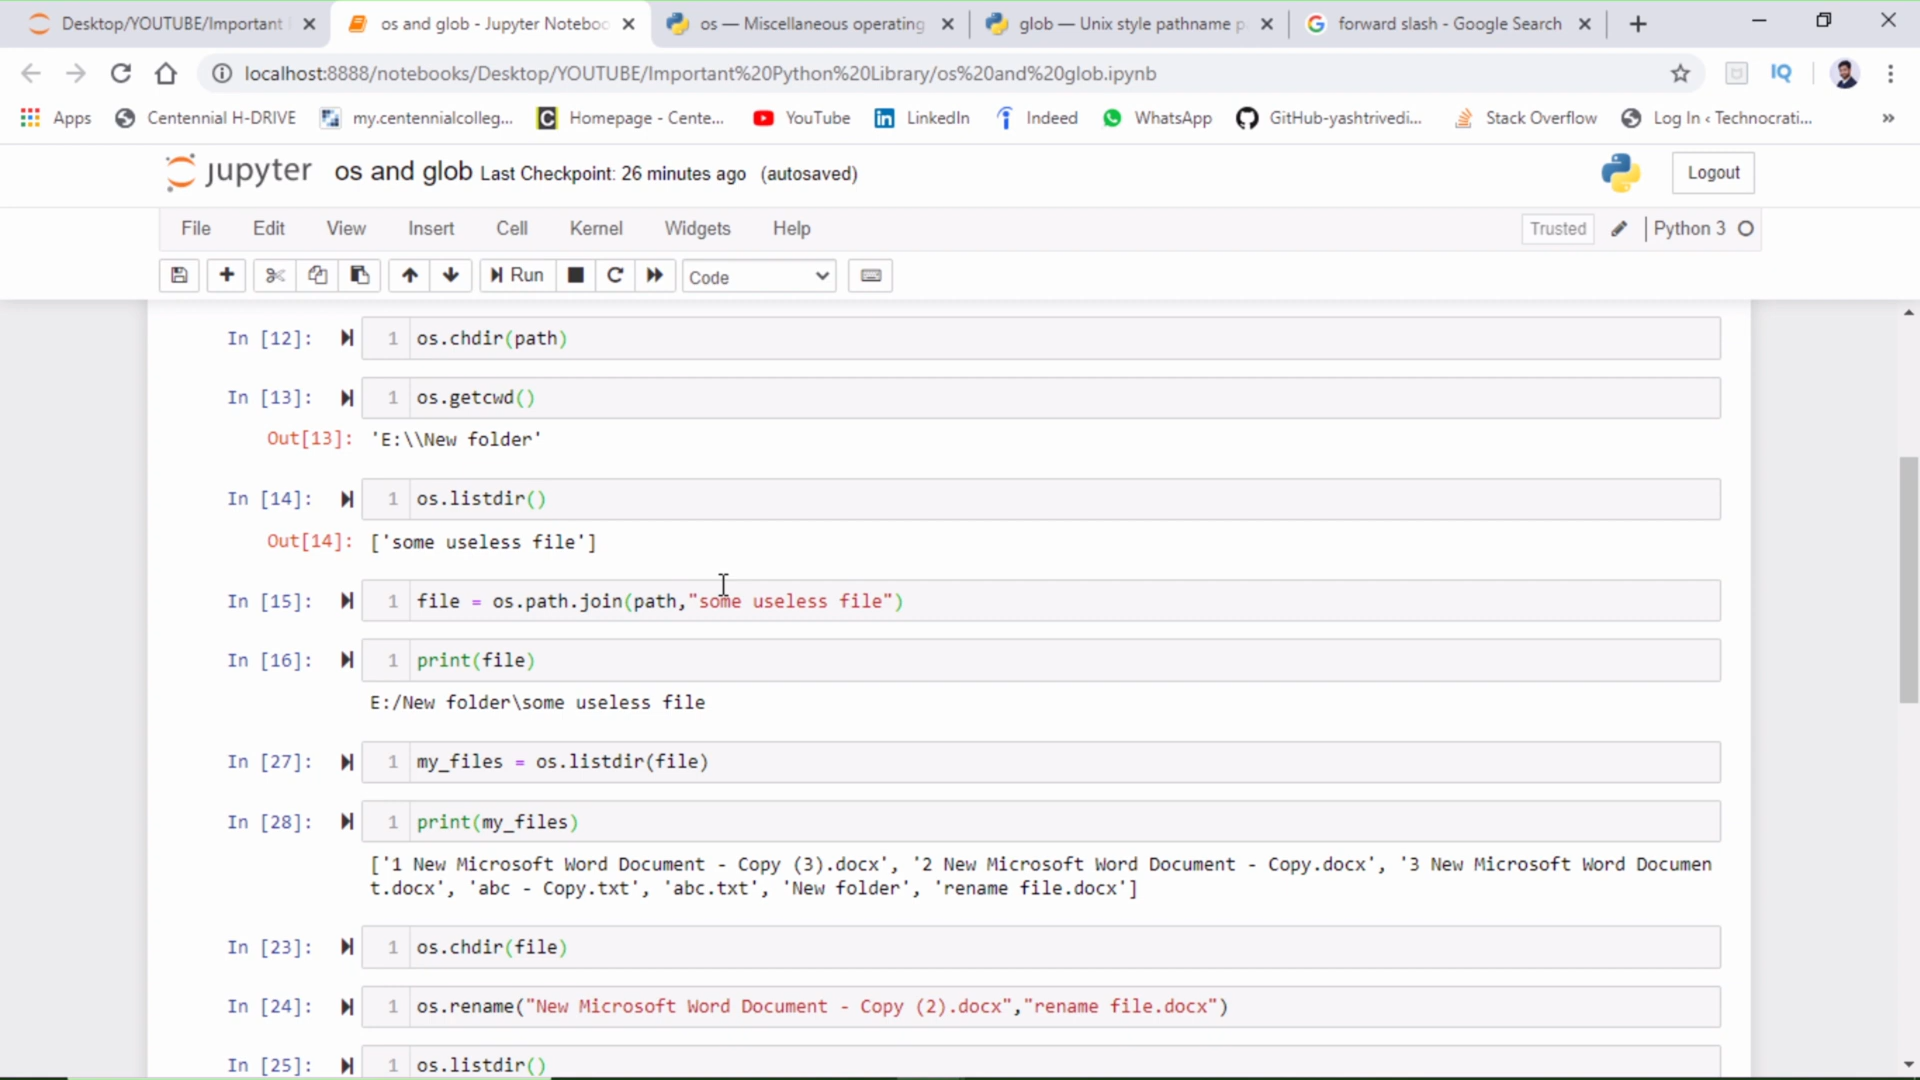 Desktop/YOUTUBE/Important
os and glob - Jupyter Noteboo
os — Miscellaneous operating
glob — Unix style pathname p
forward slash - Google Search
localhost:8888/notebooks/Desktop/YOUTUBE/Important%20Python%20Library/os%20and%20glob.ipynb
IQ
Apps
Centennial H-DRIVE
my.centennialcolleg...
Homepage - Cente...
YouTube
LinkedIn
Indeed
WhatsApp
GitHub-yashtrivedi...
Stack Overflow
Log In ‹ Technocrati...
»
jupyter os and glob Last Checkpoint: 26 minutes ago (autosaved)
Logout
File Edit View Insert Cell Kernel Widgets Help
Trusted
Python 3
Run
Code
In [12]: 1 os.chdir(path)
In [13]: 1 os.getcwd()
Out[13]: 'E:\\New folder'
In [14]: 1 os.listdir()
Out[14]: ['some useless file']
In [15]: 1 file = os.path.join(path,"some useless file")
In [16]: 1 print(file)
E:/New folder\some useless file
In [27]: 1 my_files = os.listdir(file)
In [28]: 1 print(my_files)
['1 New Microsoft Word Document - Copy (3).docx', '2 New Microsoft Word Document - Copy.docx', '3 New Microsoft Word Documen
t.docx', 'abc - Copy.txt', 'abc.txt', 'New folder', 'rename file.docx']
In [23]: 1 os.chdir(file)
In [24]: 1 os.rename("New Microsoft Word Document - Copy (2).docx","rename file.docx")
In [25]: 1 os.listdir()